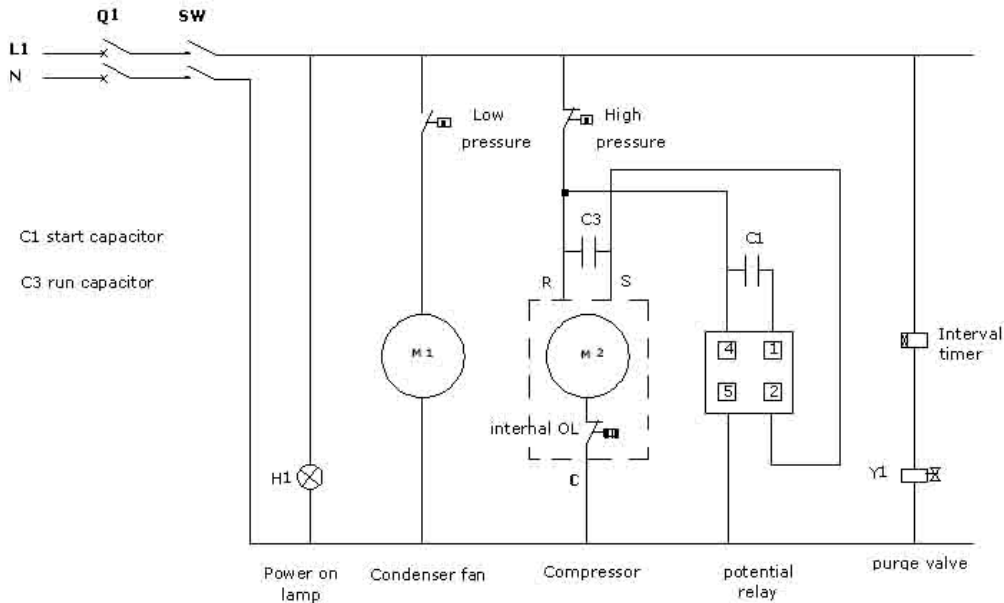 Q1 SW
L1
N
Low
pressure
High
pressure
C1 start capacitor
C3 run capacitor
C3
C1
R S
M 1
M 2
4 1
5 2
Interval
timer
internal OL
C
H1
Y1
Power on
lamp
Condenser fan
Compressor
potential
relay
purge valve